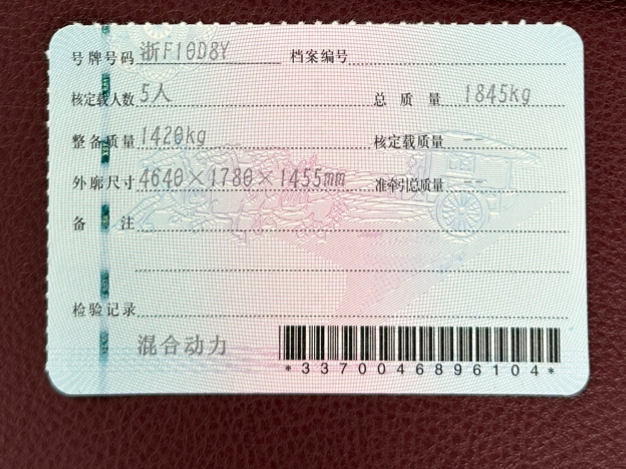 号牌号码 浙F10D8Y 档案编号
核定载人数 5人 总质量 1845kg
整备质量 1420kg 核定载质量 --
外廓尺寸 4640×1780×1455mm 准牵引总质量 --
备注
检验记录
混合动力
*3370046896104*